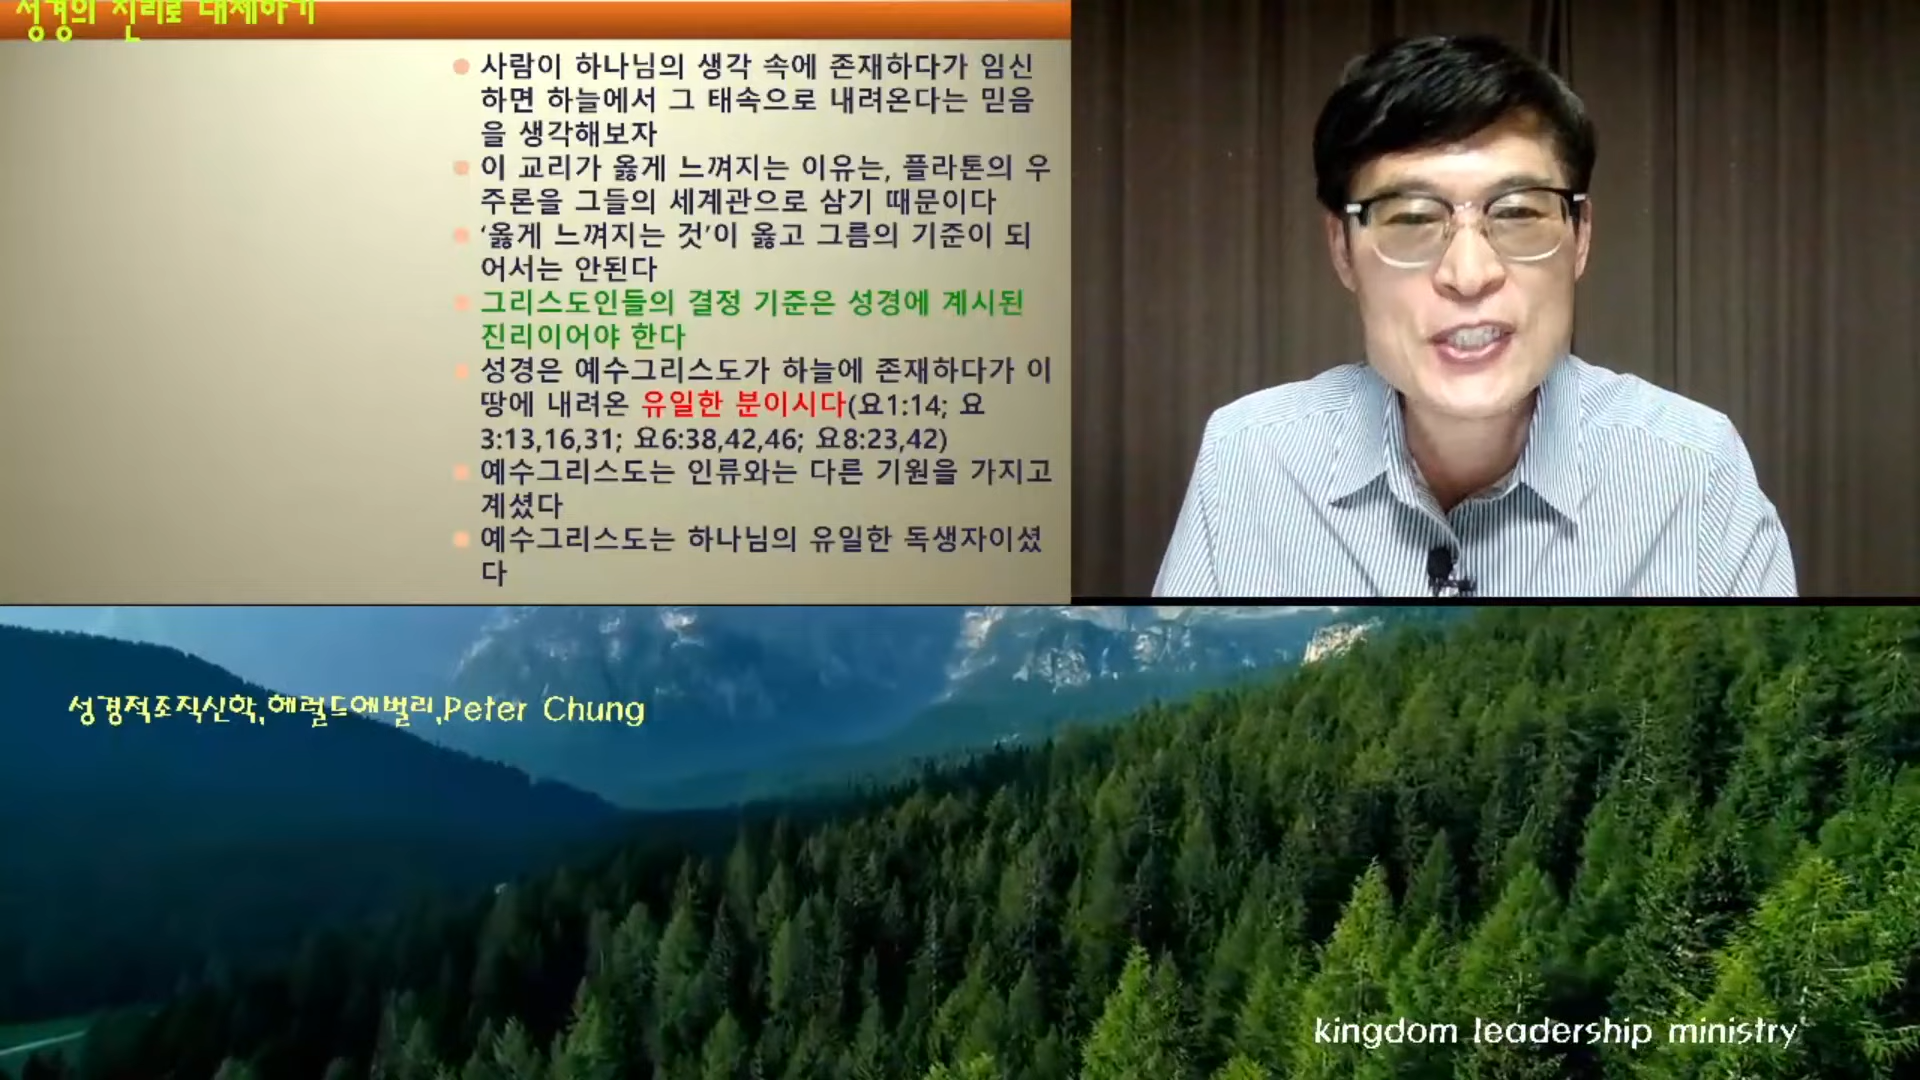 성경의 진리로 대체하기
사람이 하나님의 생각 속에 존재하다가 임신
하면 하늘에서 그 태속으로 내려온다는 믿음
을 생각해보자
이 교리가 옳게 느껴지는 이유는, 플라톤의 우
주론을 그들의 세계관으로 삼기 때문이다
‘옳게 느껴지는 것’이 옳고 그름의 기준이 되
어서는 안된다
그리스도인들의 결정 기준은 성경에 계시된
진리이어야 한다
성경은 예수그리스도가 하늘에 존재하다가 이
땅에 내려온 유일한 분이시다(요1:14; 요
3:13,16,31; 요6:38,42,46; 요8:23,42)
예수그리스도는 인류와는 다른 기원을 가지고
계셨다
예수그리스도는 하나님의 유일한 독생자이셨
다
성경적조직신학,해럴드에벌리,Peter Chung
kingdom leadership ministry